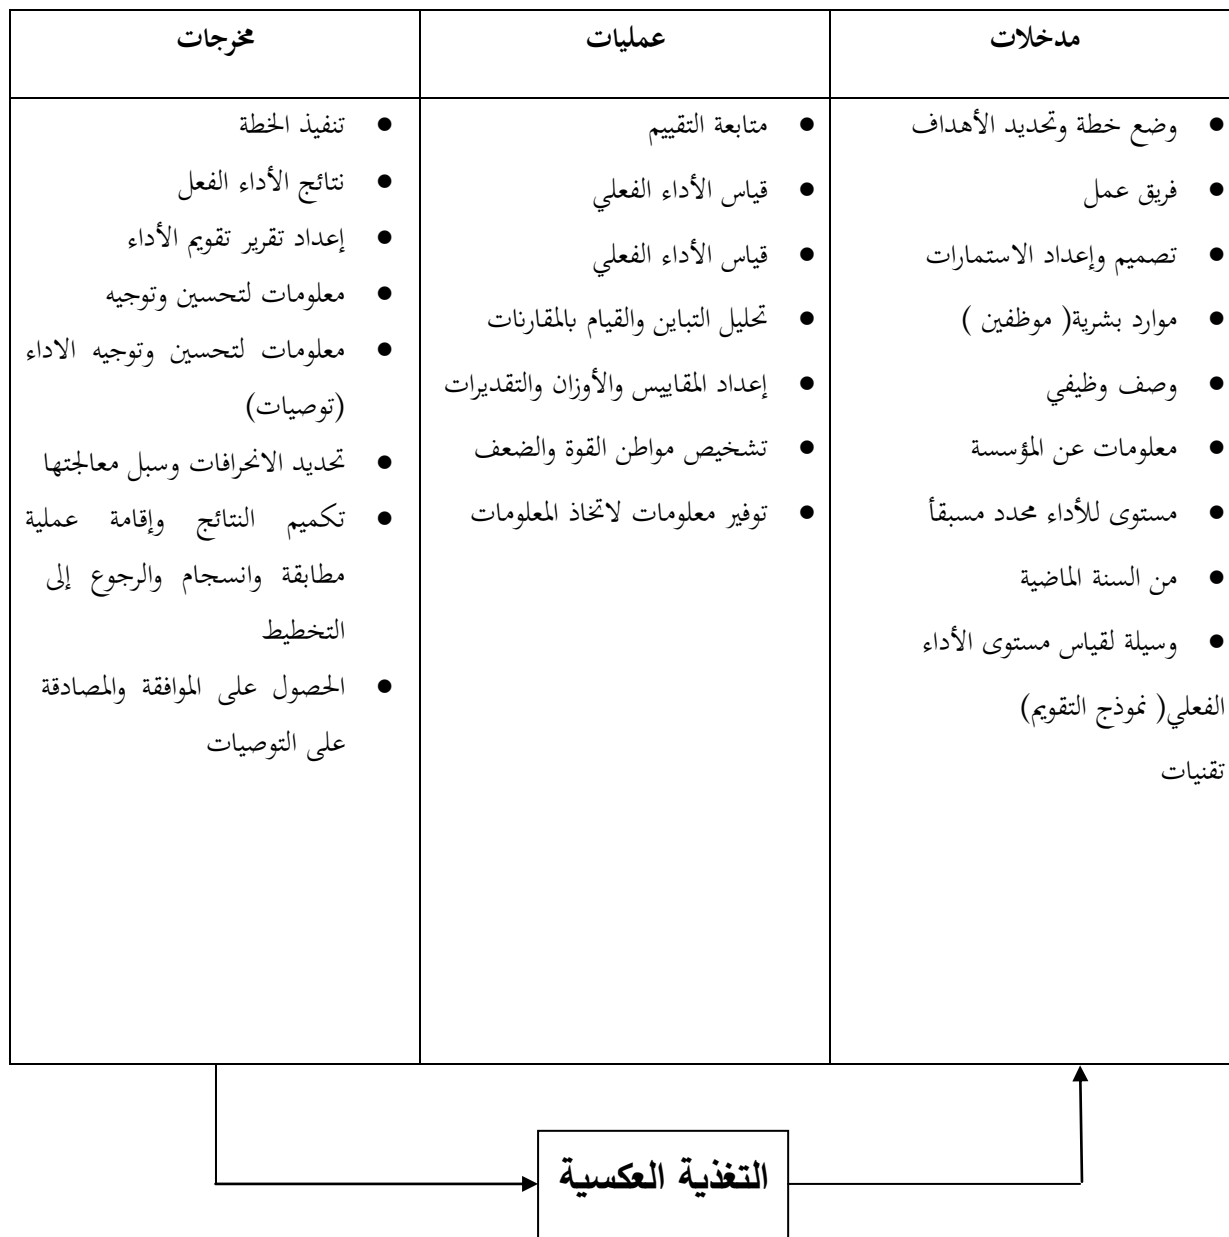 مدخلات
وضع خطة وتحديد الأهداف
فريق عمل
تصميم وإعداد الاستمارات
موارد بشرية( موظفين )
وصف وظيفي
معلومات عن المؤسسة
مستوى للأداء محدد مسبقأ
من السنة الماضية
وسيلة لقياس مستوى الأداء
الفعلي( نموذج التقويم)
تقنيات
عمليات
متابعة التقييم
قياس الأداء الفعلي
قياس الأداء الفعلي
تحليل التباين والقيام بالمقارنات
إعداد المقاييس والأوزان والتقديرات
تشخيص مواطن القوة والضعف
توفير معلومات لاتخاذ المعلومات
مخرجات
تنفيذ الخطة
نتائج الأداء الفعل
إعداد تقرير تقويم الأداء
معلومات لتحسين وتوجيه
معلومات لتحسين وتوجيه الاداء
(توصيات)
تحديد الانحرافات وسبل معالجتها
تكميم النتائج وإقامة عملية
مطابقة وانسجام والرجوع إلى
التخطيط
الحصول على الموافقة والمصادقة
على التوصيات
التغذية العكسية